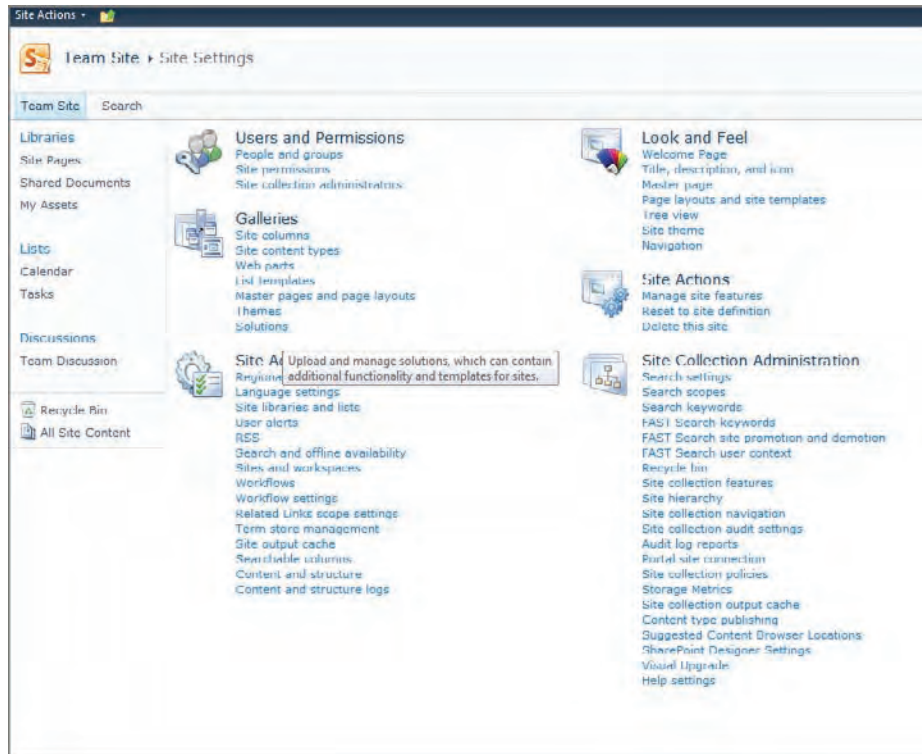 Site Actions
Team Site ▸ Site Settings
Team Site Search
Libraries
Site Pages
Shared Documents
My Assets
Lists
Calendar
Tasks
Discussions
Team Discussion
Recycle Bin
All Site Content
Users and Permissions
People and groups
Site permissions
Site collection administrators
Galleries
Site columns
Site content types
Web parts
List templates
Master pages and page layouts
Themes
Solutions
Upload and manage solutions, which can contain
additional functionality and templates for sites.
Site A
Regiona
Language settings
Site libraries and lists
User alerts
RSS
Search and offline availability
Sites and workspaces
Workflows
Workflow settings
Related Links scope settings
Term store management
Site output cache
Searchable columns
Content and structure
Content and structure logs
Look and Feel
Welcome Page
Title, description, and icon
Master page
Page layouts and site templates
Tree view
Site theme
Navigation
Site Actions
Manage site features
Reset to site definition
Delete this site
Site Collection Administration
Search settings
Search scopes
Search keywords
FAST Search keywords
FAST Search site promotion and demotion
FAST Search user context
Recycle bin
Site collection features
Site hierarchy
Site collection navigation
Site collection audit settings
Audit log reports
Portal site connection
Site collection policies
Storage Metrics
Site collection output cache
Content type publishing
Suggested Content Browser Locations
SharePoint Designer Settings
Visual Upgrade
Help settings